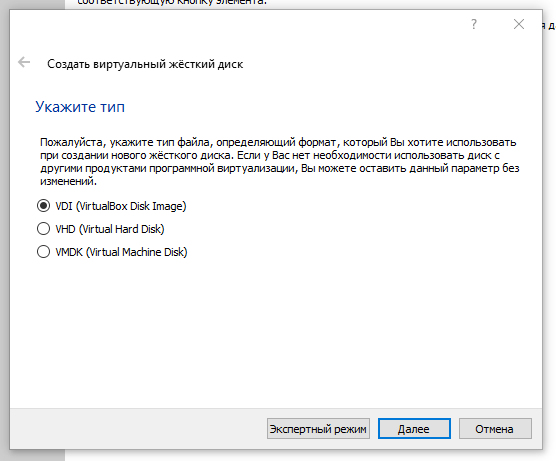 соответствующую кнопку элемента.
я д
?
Создать виртуальный жёсткий диск
Укажите тип
Пожалуйста, укажите тип файла, определяющий формат, который Вы хотите использовать
при создании нового жёсткого диска. Если у Вас нет необходимости использовать диск с
другими продуктами программной виртуализации, Вы можете оставить данный параметр без
изменений.
VDI (VirtualBox Disk Image)
VHD (Virtual Hard Disk)
VMDK (Virtual Machine Disk)
Экспертный режим
Далее
Отмена